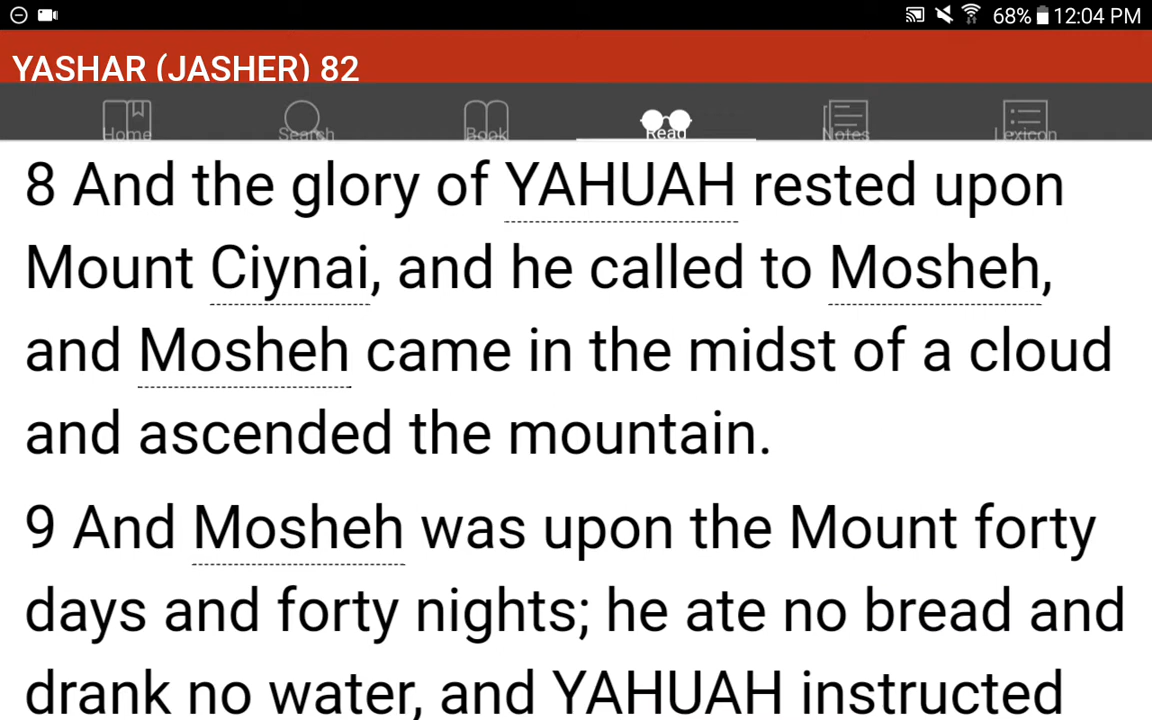 68% 12:04 PM
YASHAR (JASHER) 82
Home Search Book Read Notes Lexicon
8 And the glory of YAHUAH rested upon
Mount Ciynai, and he called to Mosheh,
and Mosheh came in the midst of a cloud
and ascended the mountain.
9 And Mosheh was upon the Mount forty
days and forty nights; he ate no bread and
drank no water, and YAHUAH instructed